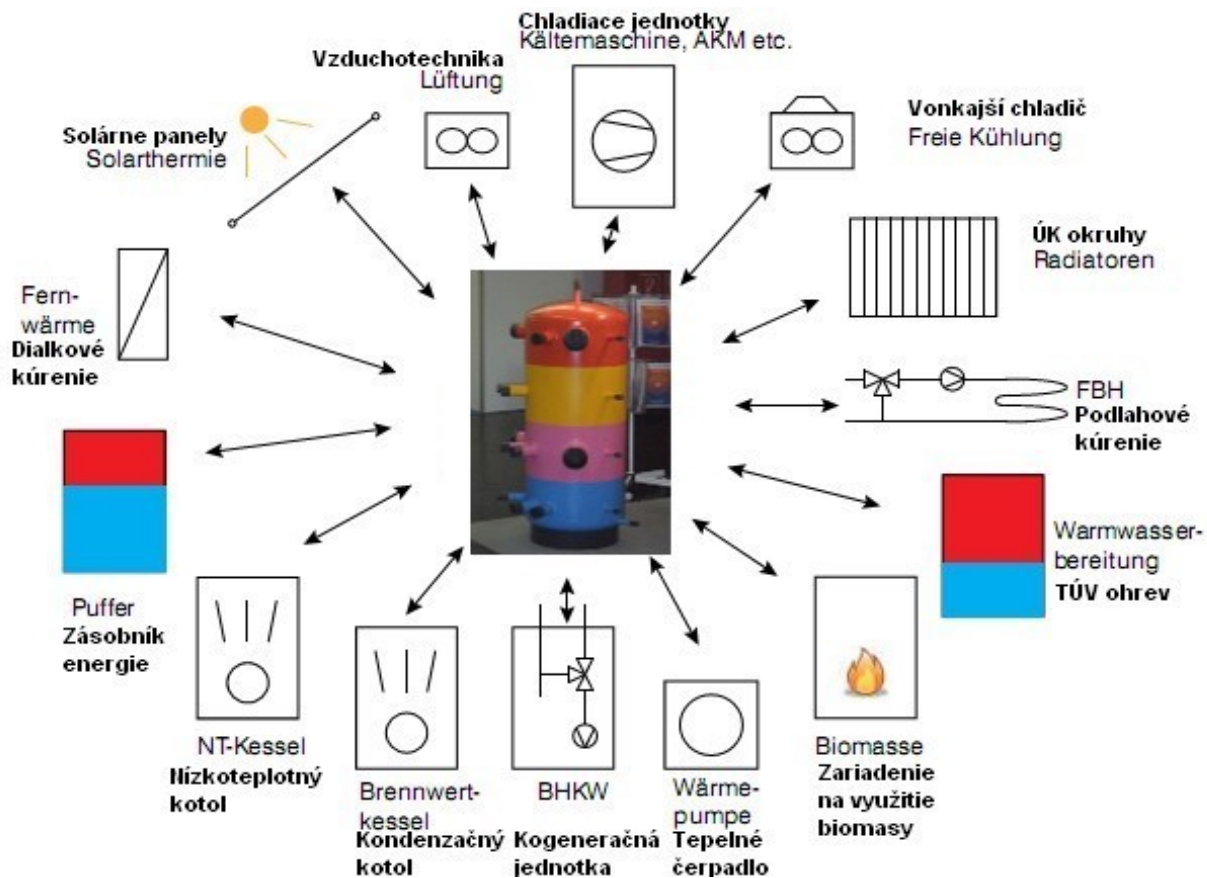 Chladiace jednotky
Kältemaschine, AKM etc.
Vzduchotechnika
Lüftung
Vonkajší chladič
Freie Kühlung
Solárne panely
Solarthermie
ÚK okruhy
Radiatoren
Fern-
wärme
Dialkové
kúrenie
FBH
Podlahové
kúrenie
Warmwasser-
bereitung
TÚV ohrev
Puffer
Zásobník
energie
NT-Kessel
Nízkoteplotný
kotol
Brennwert-
kessel
Kondenzačný
kotol
BHKW
Kogeneračná
jednotka
Wärme-
pumpe
Tepelné
čerpadlo
Biomasse
Zariadenie
na využitie
biomasy